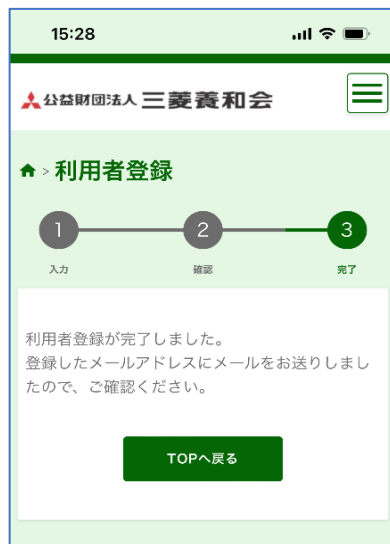 15:28
公益財団法人 三菱養和会
> 利用者登録
1 2 3
入力 確認 完了
利用者登録が完了しました。
登録したメールアドレスにメールをお送りしまし
たので、ご確認ください。
TOPへ戻る